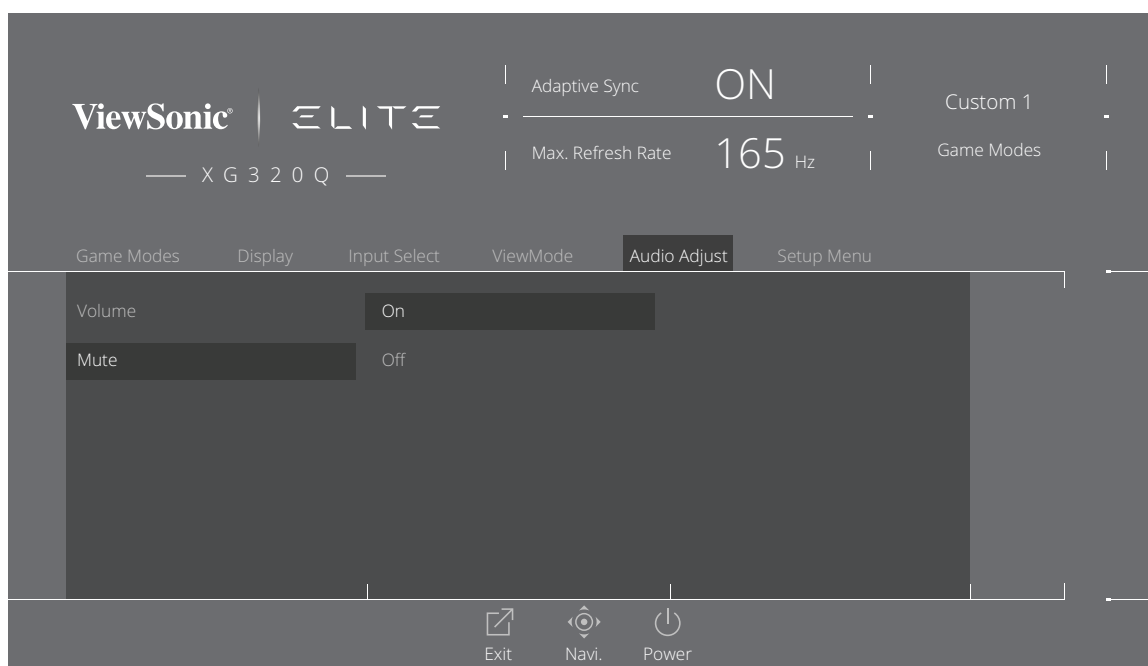 ViewSonic® ELITE
XG320Q
Adaptive Sync ON
Max. Refresh Rate 165 Hz
Custom 1
Game Modes
Game Modes Display Input Select ViewMode Audio Adjust Setup Menu
Volume On
Mute Off
Exit Navi. Power